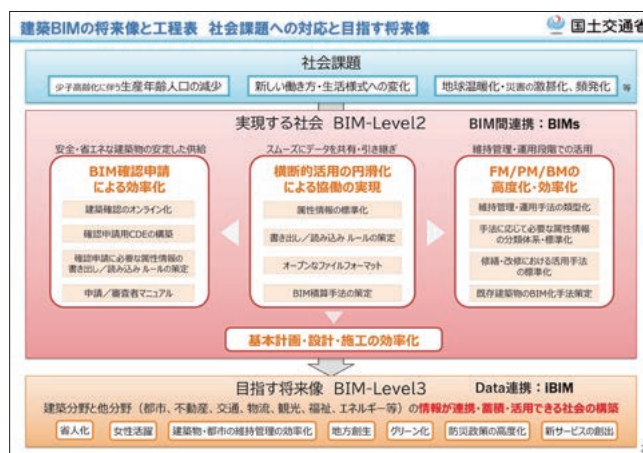 建築BIMの将来像と工程表 社会課題への対応と目指す将来像
国土交通省
社会課題
少子高齢化に伴う生産年齢人口の減少
新しい働き方・生活様式への変化
地球温暖化・災害の激甚化、頻発化
等
実現する社会 BIM-Level2
BIM間連携:BIMs
安全・省エネな建築物の安定した供給
BIM確認申請
による効率化
建築確認のオンライン化
確認申請用CDEの構築
確認申請に必要な属性情報の
書き出し/読込み ルールの策定
申請/審査者マニュアル
スムーズにデータを共有・引き継ぎ
横断的活用の円滑化
による協働の実現
属性情報の標準化
書き出し/読込み ルールの策定
オープンなファイルフォーマット
BIM積算手法の策定
維持管理・運用段階での活用
FM/PM/BMの
高度化・効率化
維持管理・運用手法の類型化
手法に応じて必要な属性情報
の分類体系・標準化
修繕・改修における活用手法
の標準化
既存建築物のBIM化手法策定
基本計画・設計・施工の効率化
目指す将来像 BIM-Level3
Data連携:iBIM
建築分野と他分野(都市、不動産、交通、物流、観光、福祉、エネルギー等)の情報が連携・蓄積・活用できる社会の構築
省人化
女性活躍
建築物・都市の維持管理の効率化
地方創生
グリーン化
防災政策の高度化
新サービスの創出